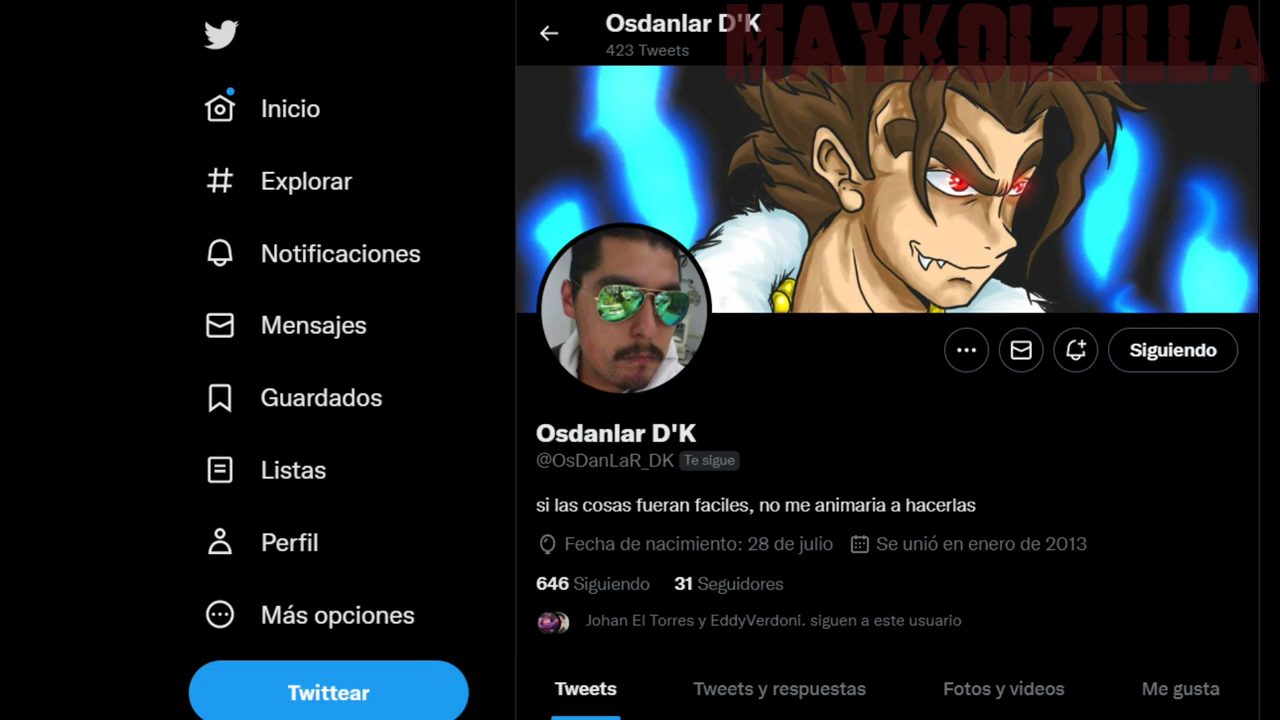 Osdanlar D'K
MAYKOLZILLA
423 Tweets
Inicio
Explorar
Notificaciones
Mensajes
Guardados
Listas
Perfil
Más opciones
Twittear
Siguiendo
Osdanlar D'K
@OsDanLaR_DK Te sigue
si las cosas fueran faciles, no me animaria a hacerlas
Fecha de nacimiento: 28 de julio Se unió en enero de 2013
646 Siguiendo 31 Seguidores
Johan El Torres y EddyVerdoni. siguen a este usuario
Tweets Tweets y respuestas Fotos y videos Me gusta